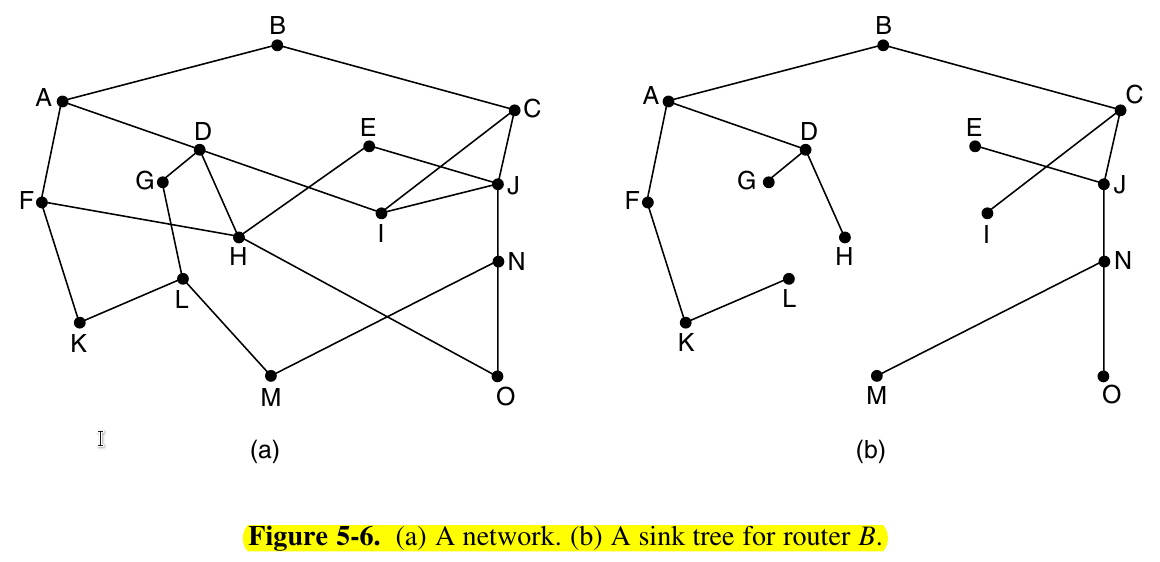 B
B
A
C
A
C
D
E
D
E
G
J
G
J
F
F
H
I
H
I
N
N
L
L
K
K
M
O
M
O
(a)
(b)
Figure 5-6. (a) A network. (b) A sink tree for router B.